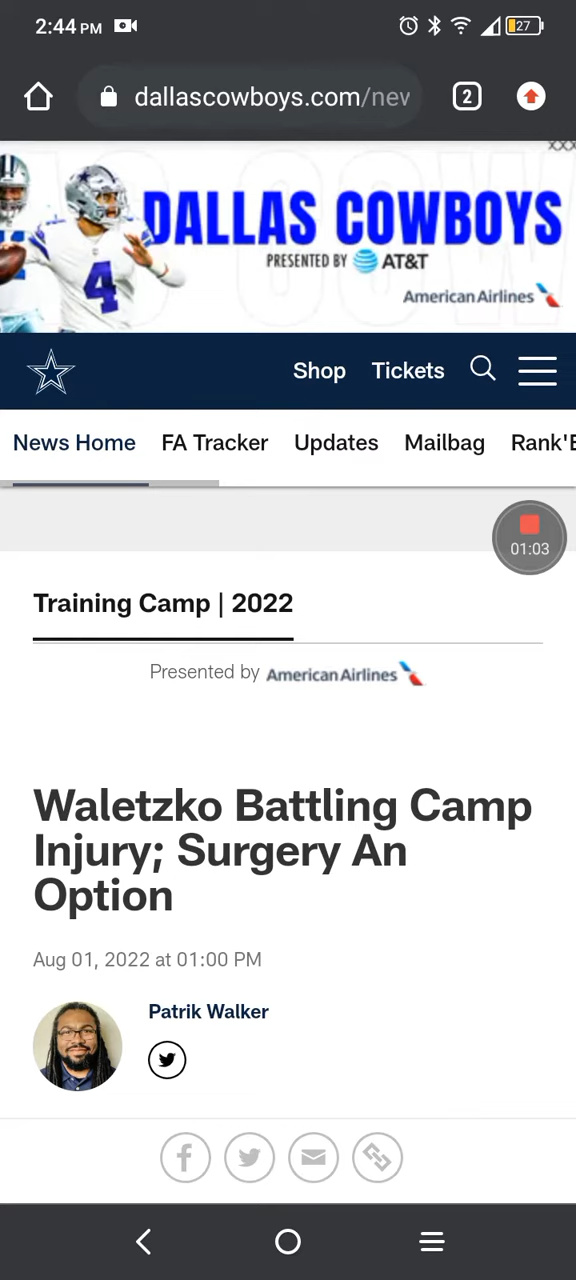 2:44 PM
27
dallascowboys.com/nev
2
XXX
DALLAS COWBOYS
PRESENTED BY AT&T
American Airlines
4
Shop Tickets
News Home FA Tracker Updates Mailbag Rank'E
01:03
Training Camp | 2022
Presented by American Airlines
Waletzko Battling Camp
Injury; Surgery An
Option
Aug 01, 2022 at 01:00 PM
Patrik Walker